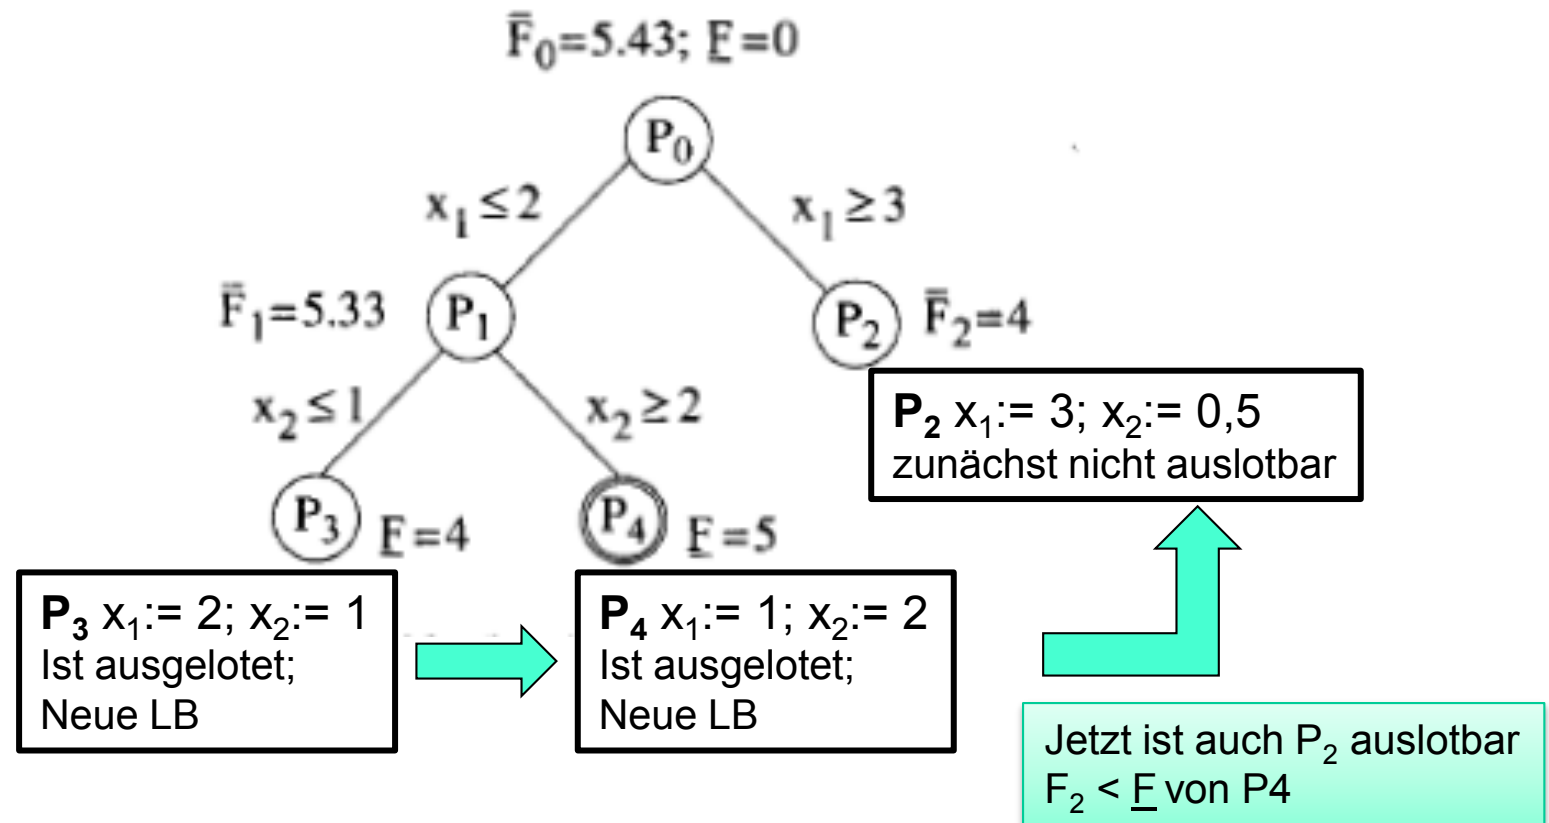 F̄₀=5.43; F̲=0
P₀
x₁≤2
x₁≥3
F̄₁=5.33
P₁
P₂
F̄₂=4
x₂≤1
x₂≥2
P₂ x₁:= 3; x₂:= 0,5
zunächst nicht auslotbar
P₃
F̲=4
P₄
F̲=5
P₃ x₁:= 2; x₂:= 1
Ist ausgelotet;
Neue LB
P₄ x₁:= 1; x₂:= 2
Ist ausgelotet;
Neue LB
Jetzt ist auch P₂ auslotbar
F₂ < F̲ von P4